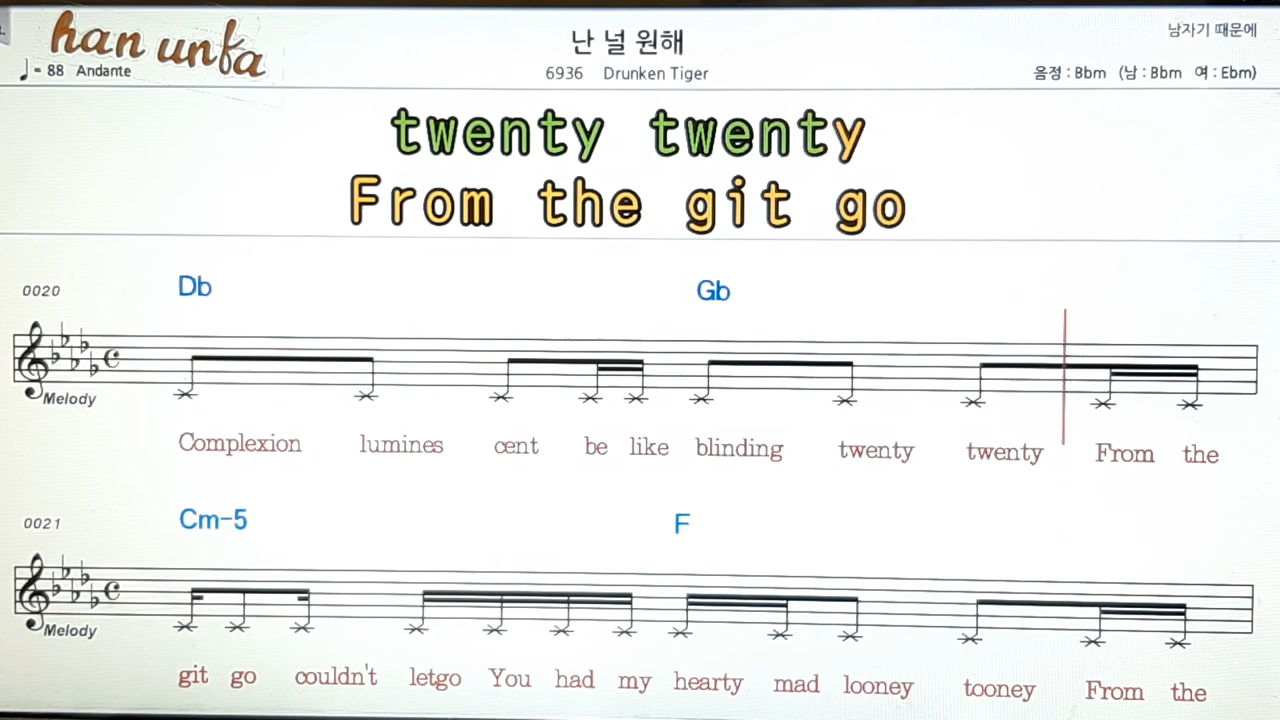 han unfa
난 널 원해
남자기 때문에
♩= 88 Andante
6936 Drunken Tiger
음정 : Bbm (남 : Bbm 여 : Ebm)
twenty twenty
From the git go
0020
Db Gb
Melody
Complexion lumines cent be like blinding twenty twenty From the
0021
Cm-5 F
Melody
git go couldn't letgo You had my hearty mad looney tooney From the